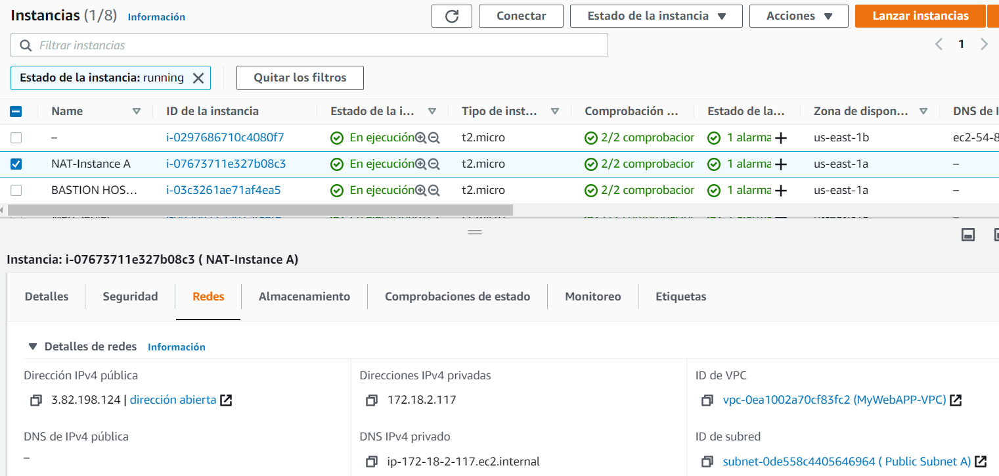 Instancias (1/8) Información Conectar Estado de la instancia Acciones Lanzar instancias
Filtrar instancias 1
Estado de la instancia: running Quitar los filtros
Name ID de la instancia Estado de la i... Tipo de inst... Comprobación ... Estado de la... Zona de dispon... DNS de I
– i-0297686710c4080f7 En ejecución t2.micro 2/2 comprobacior 1 alarma us-east-1b ec2-54-8
NAT-Instance A i-07673711e327b08c3 En ejecución t2.micro 2/2 comprobacior 1 alarma us-east-1a –
BASTION HOS... i-03c3261ae71af4ea5 En ejecución t2.micro 2/2 comprobacior 1 alarma us-east-1a –
Instancia: i-07673711e327b08c3 ( NAT-Instance A)
Detalles Seguridad Redes Almacenamiento Comprobaciones de estado Monitoreo Etiquetas
Detalles de redes Información
Dirección IPv4 pública Direcciones IPv4 privadas ID de VPC
3.82.198.124 | dirección abierta 172.18.2.117 vpc-0ea1002a70cf83fc2 (MyWebAPP-VPC)
DNS de IPv4 pública DNS IPv4 privado ID de subred
– ip-172-18-2-117.ec2.internal subnet-0de558c4405646964 ( Public Subnet A)